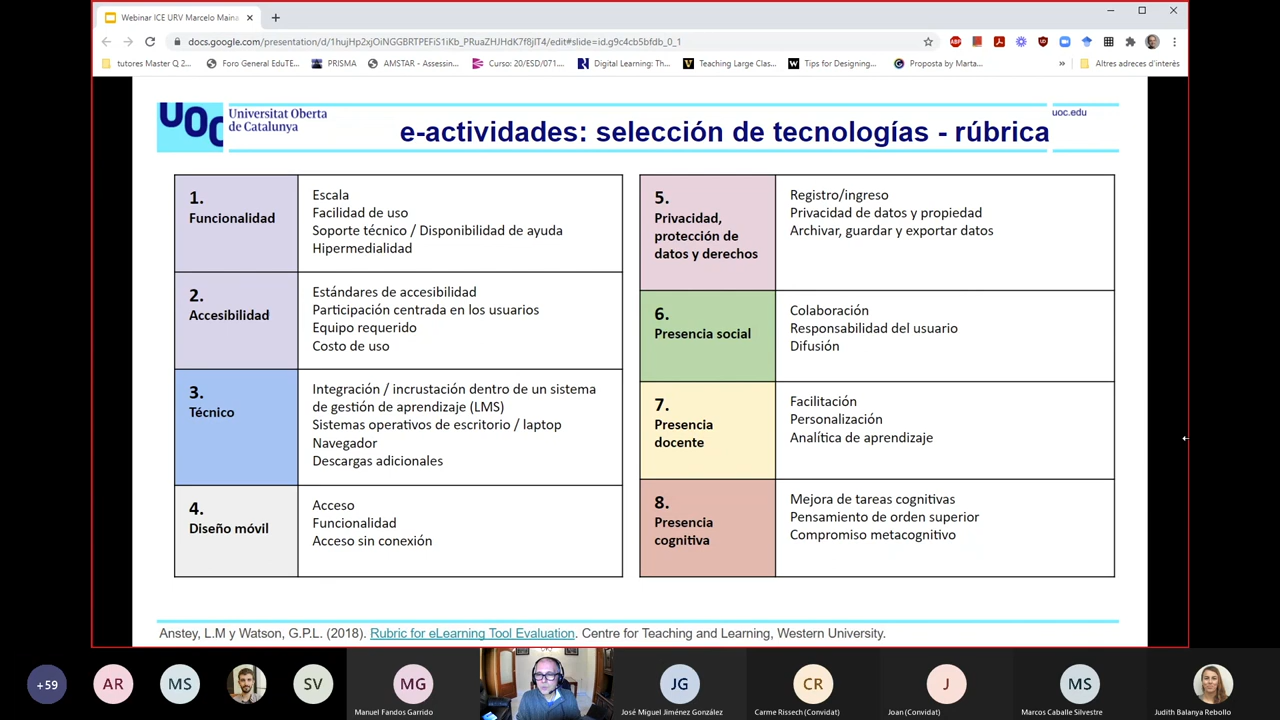 Webinar ICE URV Marcelo Maina
docs.google.com/presentation/d/1hujHp2xjOiNGGBRTPEFiS1iKb_PRuaZHJHdK7f8jIT4/edit#slide=id.g9c4cb5bfdb_0_1
tutores Master Q 2...
Foro General EduTE...
PRISMA
AMSTAR - Assessin...
Curso: 20/ESD/071....
Digital Learning: Th...
Teaching Large Clas...
Tips for Designing...
Proposta by Marta...
»
Altres adreces d'interès
UOC
Universitat Oberta
de Catalunya
uoc.edu
e-actividades: selección de tecnologías - rúbrica
1.
Funcionalidad
Escala
Facilidad de uso
Soporte técnico / Disponibilidad de ayuda
Hipermedialidad
2.
Accesibilidad
Estándares de accesibilidad
Participación centrada en los usuarios
Equipo requerido
Costo de uso
3.
Técnico
Integración / incrustación dentro de un sistema
de gestión de aprendizaje (LMS)
Sistemas operativos de escritorio / laptop
Navegador
Descargas adicionales
4.
Diseño móvil
Acceso
Funcionalidad
Acceso sin conexión
5.
Privacidad,
protección de
datos y derechos
Registro/ingreso
Privacidad de datos y propiedad
Archivar, guardar y exportar datos
6.
Presencia social
Colaboración
Responsabilidad del usuario
Difusión
7.
Presencia
docente
Facilitación
Personalización
Analítica de aprendizaje
8.
Presencia
cognitiva
Mejora de tareas cognitivas
Pensamiento de orden superior
Compromiso metacognitivo
Anstey, L.M y Watson, G.P.L. (2018). Rubric for eLearning Tool Evaluation. Centre for Teaching and Learning, Western University.
+59
AR
MS
SV
MG
Manuel Fandos Garrido
JG
José Miguel Jiménez González
CR
Carme Rissech (Convidat)
J
Joan (Convidat)
MS
Marcos Caballe Silvestre
Judith Balanya Rebollo